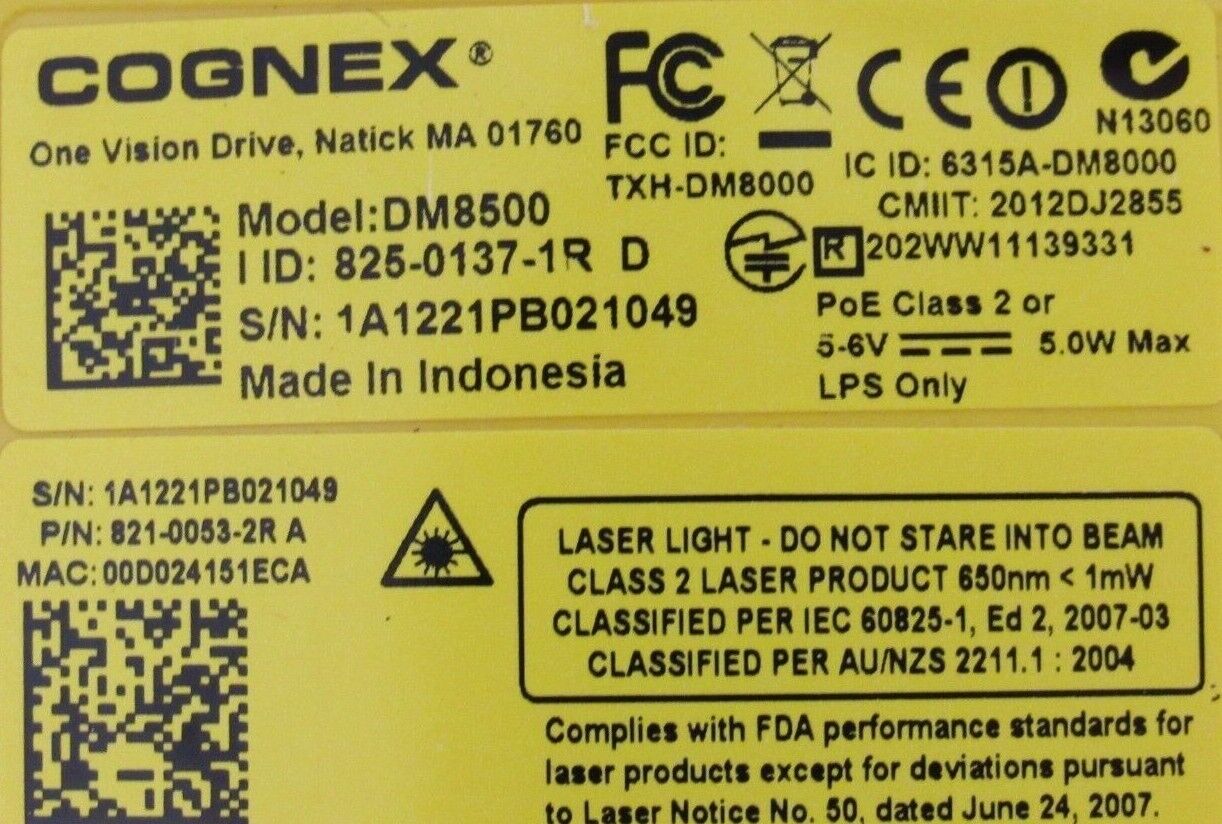 COGNEX®
One Vision Drive, Natick MA 01760
FC
FCC ID:
TXH-DM8000
CE
N13060
IC ID: 6315A-DM8000
CMIIT: 2012DJ2855
R 202WW11139331
Model:DM8500
I ID: 825-0137-1R D
S/N: 1A1221PB021049
Made In Indonesia
PoE Class 2 or
5-6V 5.0W Max
LPS Only
S/N: 1A1221PB021049
P/N: 821-0053-2R A
MAC: 00D024151ECA
LASER LIGHT - DO NOT STARE INTO BEAM
CLASS 2 LASER PRODUCT 650nm < 1mW
CLASSIFIED PER IEC 60825-1, Ed 2, 2007-03
CLASSIFIED PER AU/NZS 2211.1 : 2004
Complies with FDA performance standards for
laser products except for deviations pursuant
to Laser Notice No. 50, dated June 24, 2007.